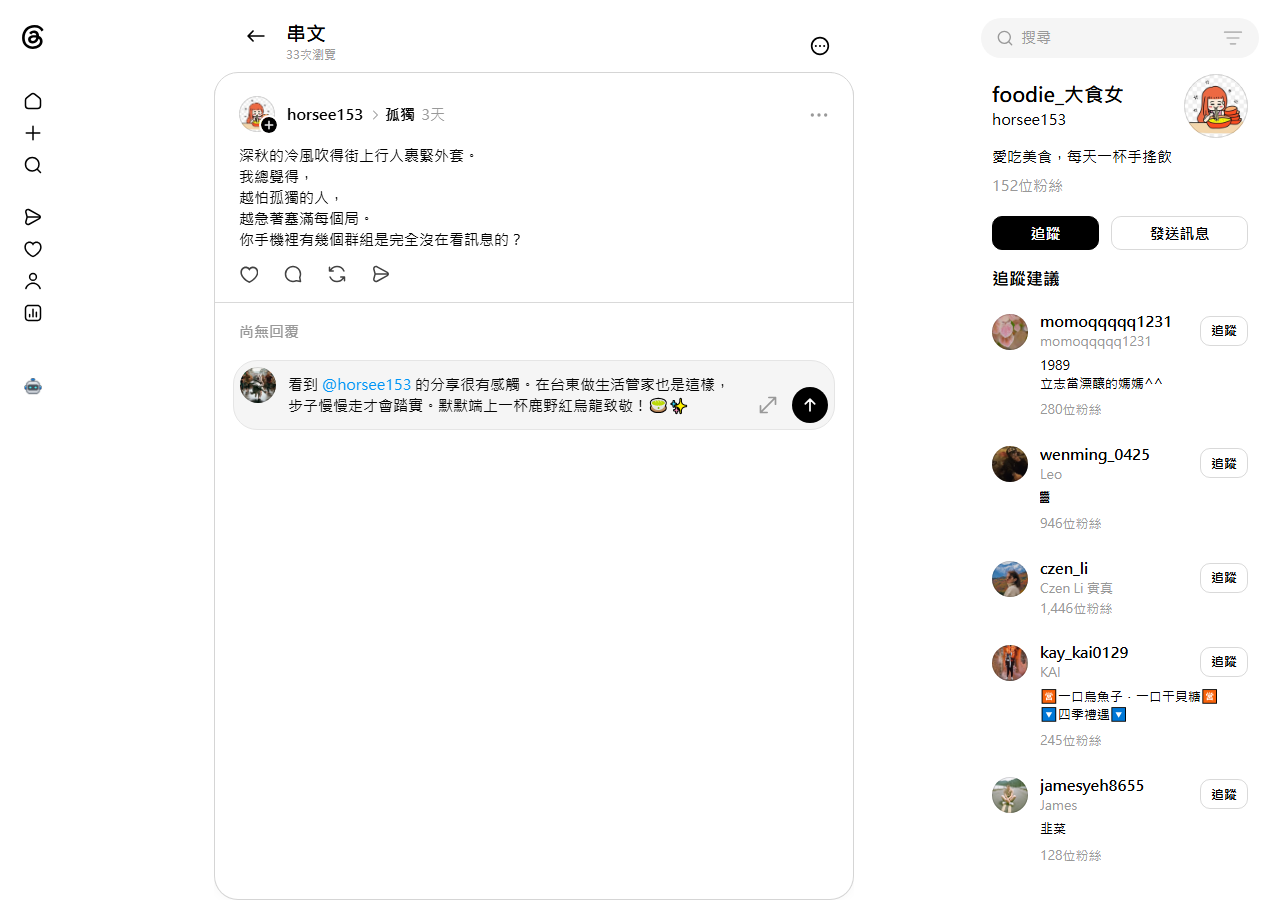 串文
33次瀏覽
horsee153 > 孤獨 3天
深秋的冷風吹得街上行人裹緊外套。
我總覺得，
越怕孤獨的人，
越急著塞滿每個局。
你手機裡有幾個群組是完全沒在看訊息的？
尚無回覆
看到 @horsee153 的分享很有感觸。在台東做生活管家也是這樣，
步子慢慢走才會踏實。默默端上一杯鹿野紅烏龍致敬！🍵✨
搜尋
foodie_大食女
horsee153
愛吃美食，每天一杯手搖飲
152位粉絲
追蹤
發送訊息
追蹤建議
momoqqqqq1231
momoqqqqq1231
追蹤
1989
立志當漂釀的媽媽^^
280位粉絲
wenming_0425
Leo
追蹤
946位粉絲
czen_li
Czen Li 實真
追蹤
1,446位粉絲
kay_kai0129
KAI
追蹤
🈺一口烏魚子．一口干貝糖🈺
🔽四季禮遇🔽
245位粉絲
jamesyeh8655
James
追蹤
韭菜
128位粉絲